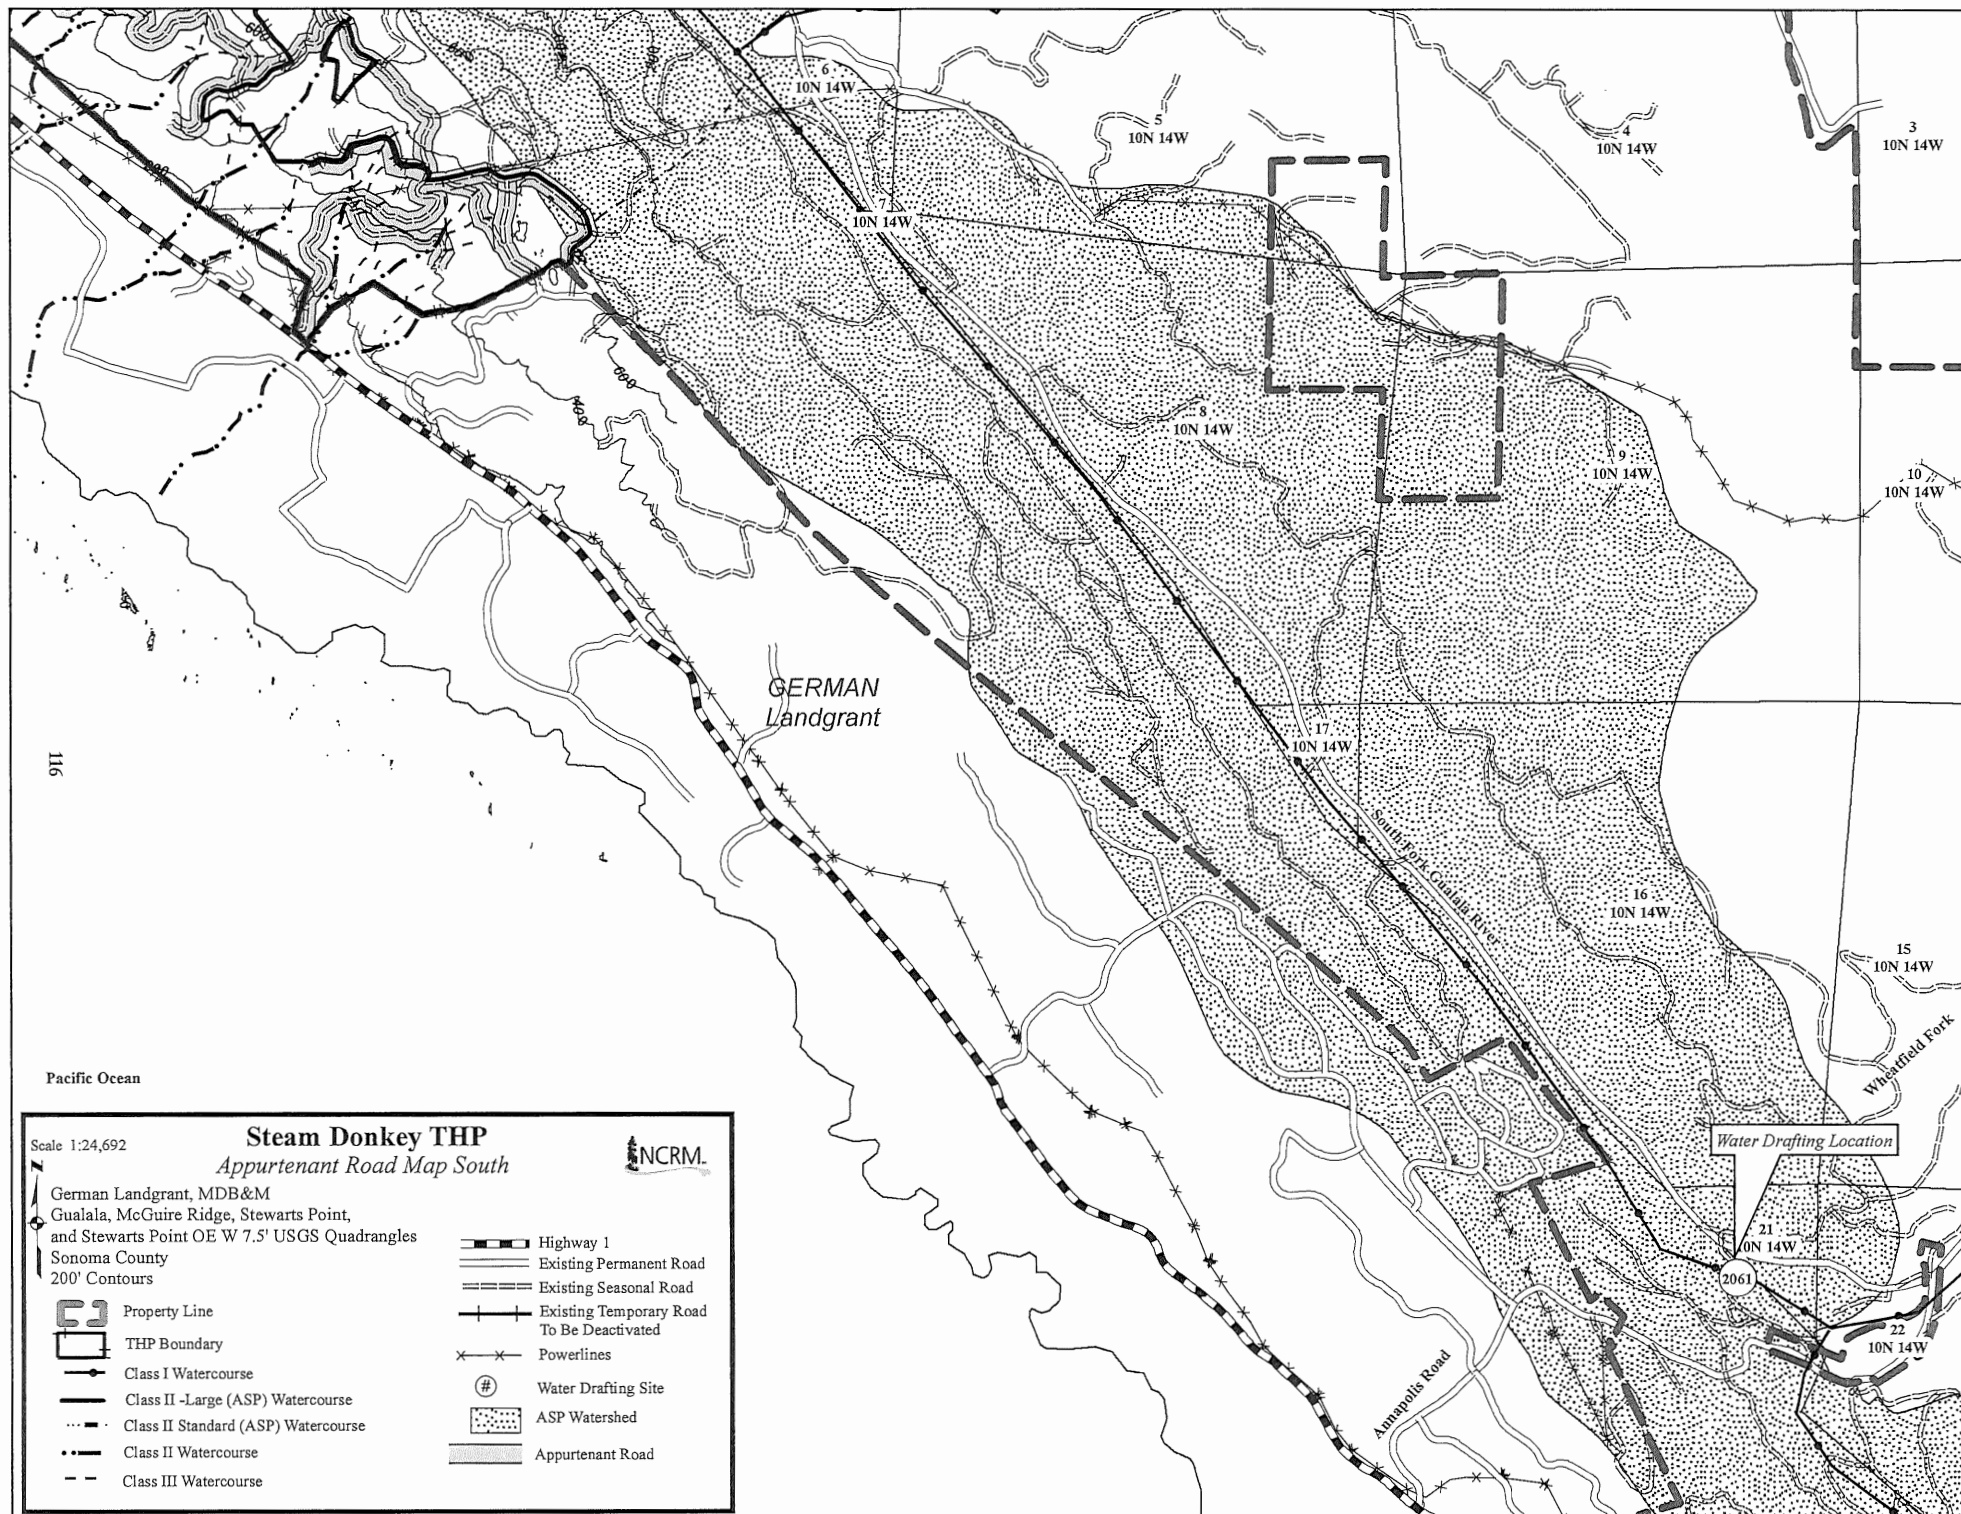 6
10N 14W
5
10N 14W
4
10N 14W
3
10N 14W
7
10N 14W
8
10N 14W
9
10N 14W
10
10N 14W
600
400
GERMAN
Landgrant
17
10N 14W
South Fork Gualala River
16
10N 14W
15
10N 14W
Wheatfield Fork
116
Pacific Ocean
Water Drafting Location
21
10N 14W
2061
22
10N 14W
Annapolis Road
Scale 1:24,692
N
Steam Donkey THP
Appurtenant Road Map South
NCRM
German Landgrant, MDB&M
Gualala, McGuire Ridge, Stewarts Point,
and Stewarts Point OE W 7.5' USGS Quadrangles
Sonoma County
200' Contours
Property Line
THP Boundary
Class I Watercourse
Class II -Large (ASP) Watercourse
Class II Standard (ASP) Watercourse
Class II Watercourse
Class III Watercourse
Highway 1
Existing Permanent Road
Existing Seasonal Road
Existing Temporary Road
To Be Deactivated
Powerlines
#
Water Drafting Site
ASP Watershed
Appurtenant Road